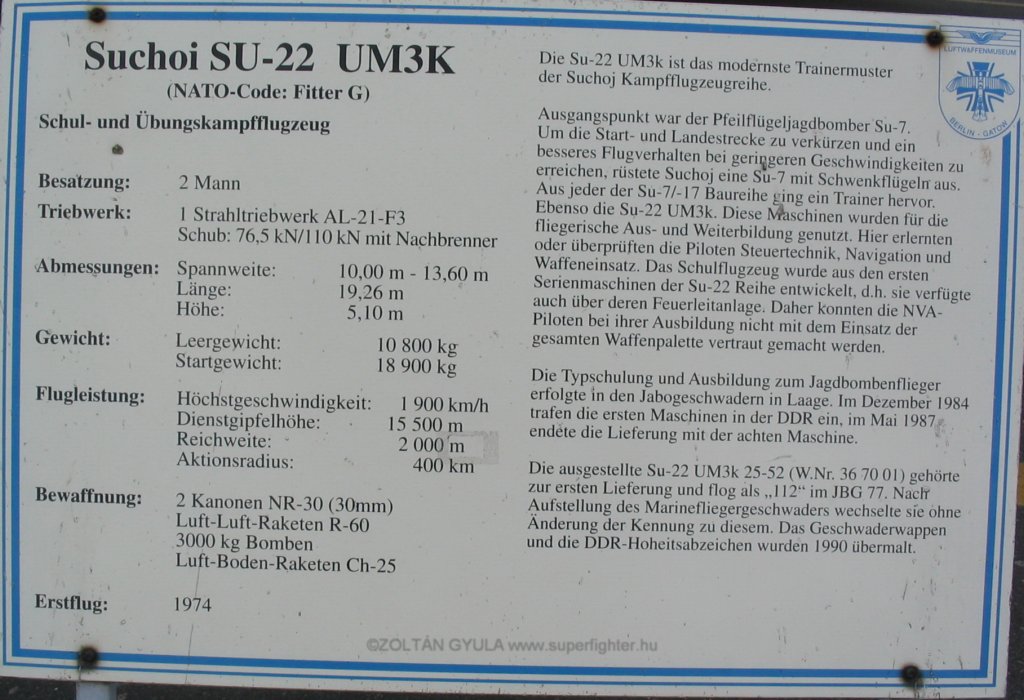 Suchoi SU-22 UM3K
(NATO-Code: Fitter G)
Schul- und Übungskampfflugzeug
Besatzung: 2 Mann
Triebwerk: 1 Strahltriebwerk AL-21-F3
Schub: 76,5 kN/110 kN mit Nachbrenner
Abmessungen: Spannweite: 10,00 m - 13,60 m
Länge: 19,26 m
Höhe: 5,10 m
Gewicht: Leergewicht: 10 800 kg
Startgewicht: 18 900 kg
Flugleistung: Höchstgeschwindigkeit: 1 900 km/h
Dienstgipfelhöhe: 15 500 m
Reichweite: 2 000 m
Aktionsradius: 400 km
Bewaffnung: 2 Kanonen NR-30 (30mm)
Luft-Luft-Raketen R-60
3000 kg Bomben
Luft-Boden-Raketen Ch-25
Erstflug: 1974
Die Su-22 UM3K ist das modernste Trainermuster
der Suchoj Kampfflugzeugreihe.
Ausgangspunkt war der Pfeilflügeljagdbomber Su-7.
Um die Start- und Landestrecke zu verkürzen und ein
besseres Flugverhalten bei geringeren Geschwindigkeiten zu
erreichen, rüstete Suchoj eine Su-7 mit Schwenkflügeln aus.
Aus jeder der Su-7/-17 Baureihe ging ein Trainer hervor.
Ebenso die Su-22 UM3K. Diese Maschinen wurden für die
fliegerische Aus- und Weiterbildung genutzt. Hier erlernten
oder überprüften die Piloten Steuertechnik, Navigation und
Waffeneinsatz. Das Schulflugzeug wurde aus den ersten
Serienmaschinen der Su-22 Reihe entwickelt, d.h. sie verfügte
auch über deren Feuerleitanlage. Daher konnten die NVA-
Piloten bei ihrer Ausbildung nicht mit dem Einsatz der
gesamten Waffenpalette vertraut gemacht werden.
Die Typschulung und Ausbildung zum Jagdbombenflieger
erfolgte in den Jabogeschwadern in Laage. Im Dezember 1984
trafen die ersten Maschinen in der DDR ein, im Mai 1987
endete die Lieferung mit der achten Maschine.
Die ausgestellte Su-22 UM3k 25-52 (W.Nr. 36 70 01) gehörte
zur ersten Lieferung und flog als „112“ im JBG 77. Nach
Aufstellung des Marinefliegergeschwaders wechselte sie ohne
Änderung der Kennung zu diesem. Das Geschwaderwappen
und die DDR-Hoheitsabzeichen wurden 1990 übermalt.
LUFTWAFFENMUSEUM
BERLIN - GATOW
©ZOLTÁN GYULA www.superfighter.hu